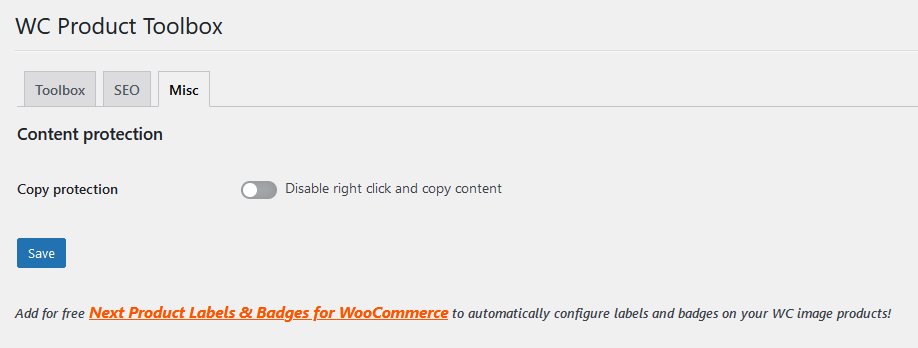 WC Product Toolbox
Toolbox SEO Misc
Content protection
Copy protection Disable right click and copy content
Save
Add for free Next Product Labels & Badges for WooCommerce to automatically configure labels and badges on your WC image products!